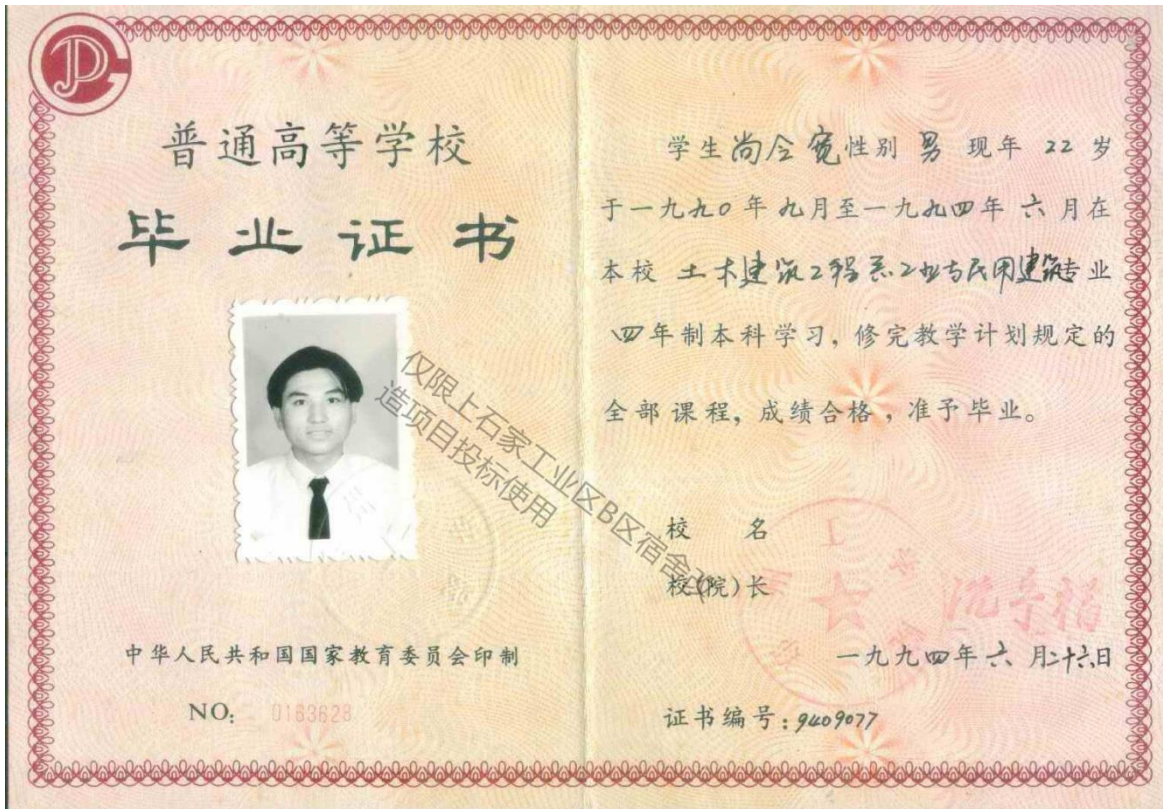 普通高等学校
毕业证书
仅限上石家工业区B区宿舍
造项目投标使用
中华人民共和国国家教育委员会印制
NO: 0183628
学生尚令宽性别 男 现年 22 岁
于一九九0年九月至一九九四年 六 月在
本校 土木建筑工程系工业与民用建筑专业
四年制本科学习,修完教学计划规定的
全部课程,成绩合格,准予毕业。
校 名
校(院)长
一九九四年六 月二十六日
证书编号:9409077